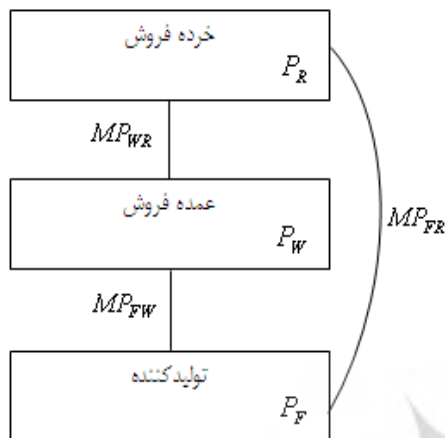 خرده فروش
P_R
MP_WR
عمده فروش
P_W
MP_FR
MP_FW
تولیدکننده
P_F